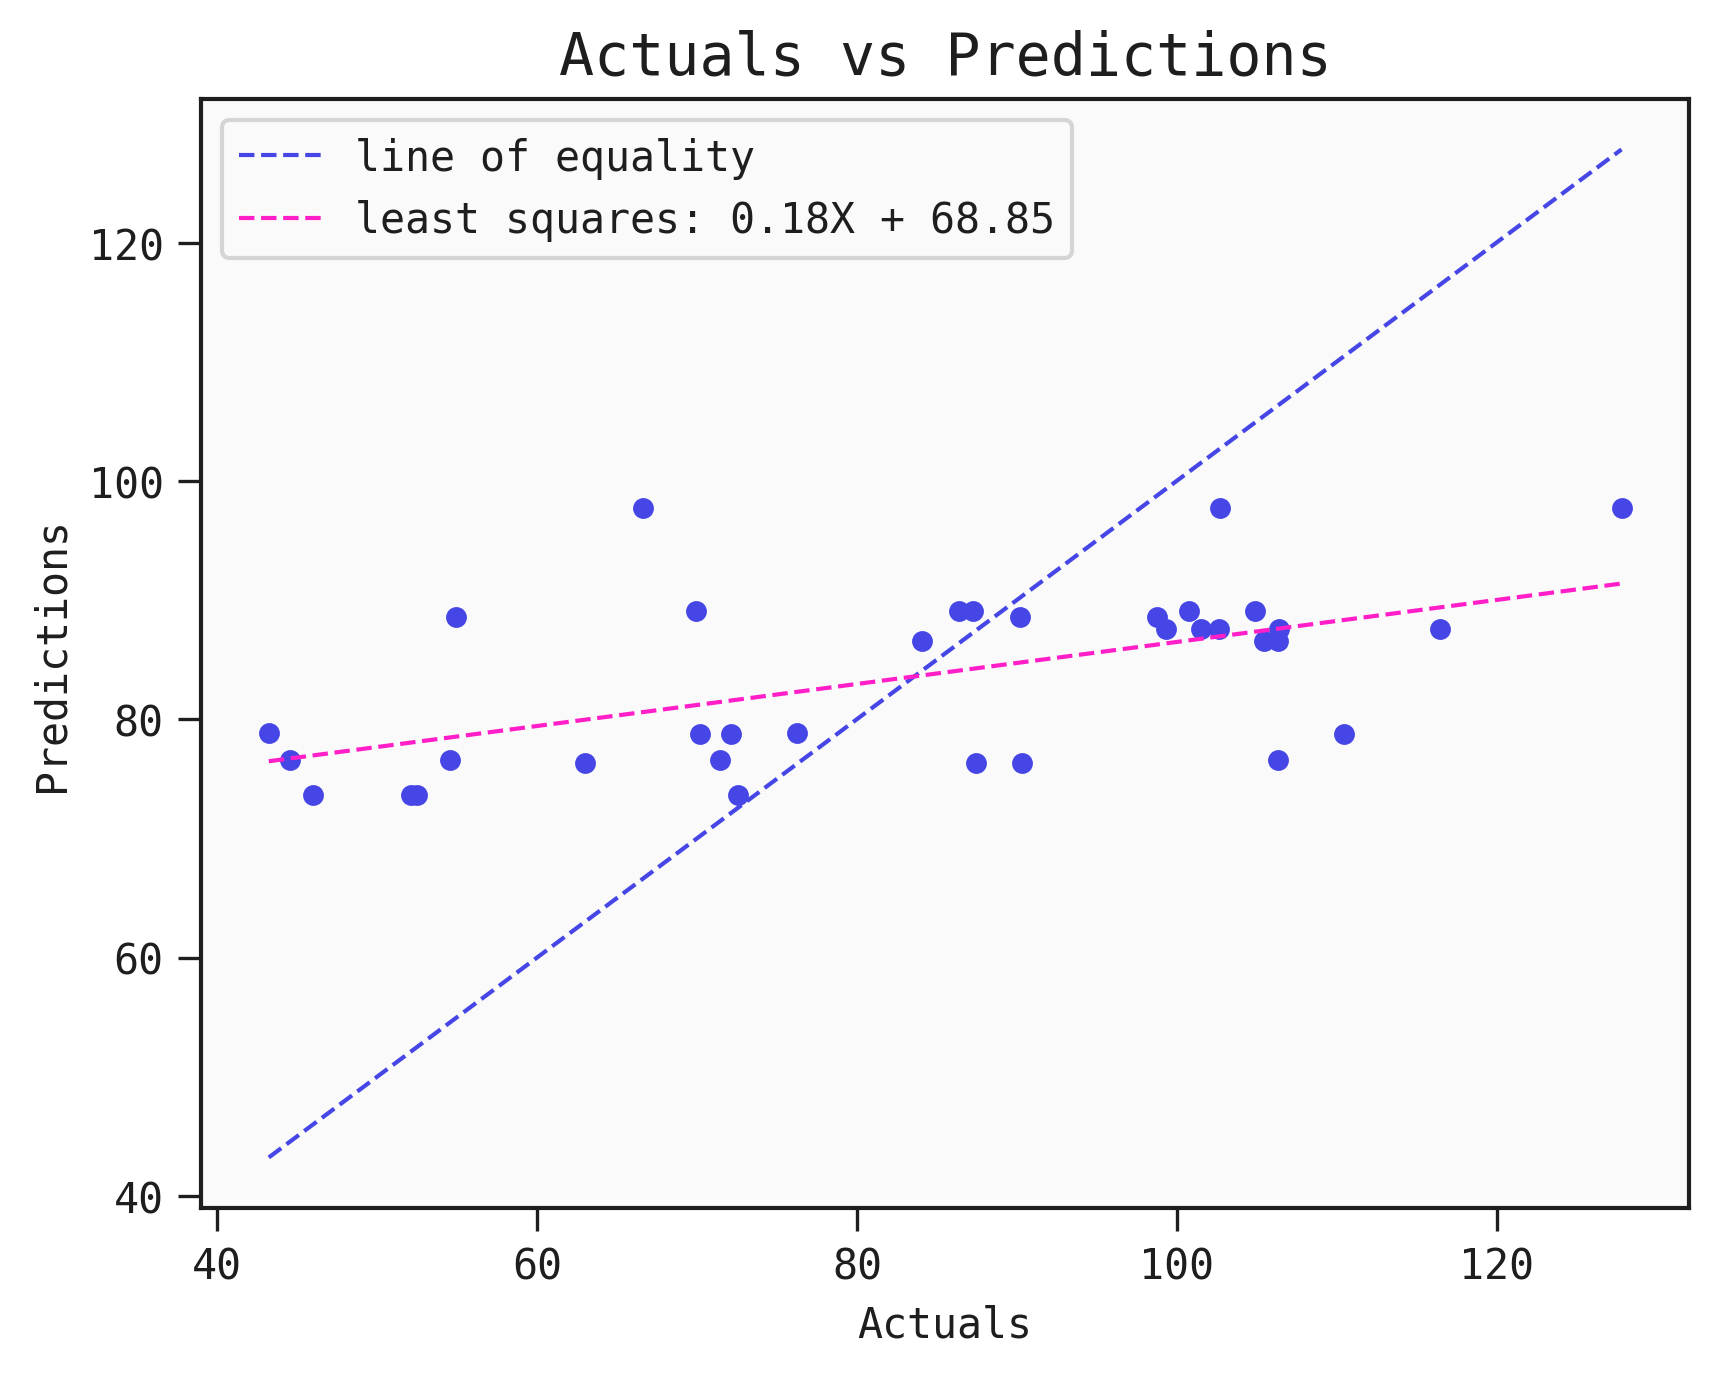 Actuals vs Predictions
line of equality
least squares: 0.18X + 68.85
120
100
80
60
40
Predictions
40 60 80 100 120
Actuals